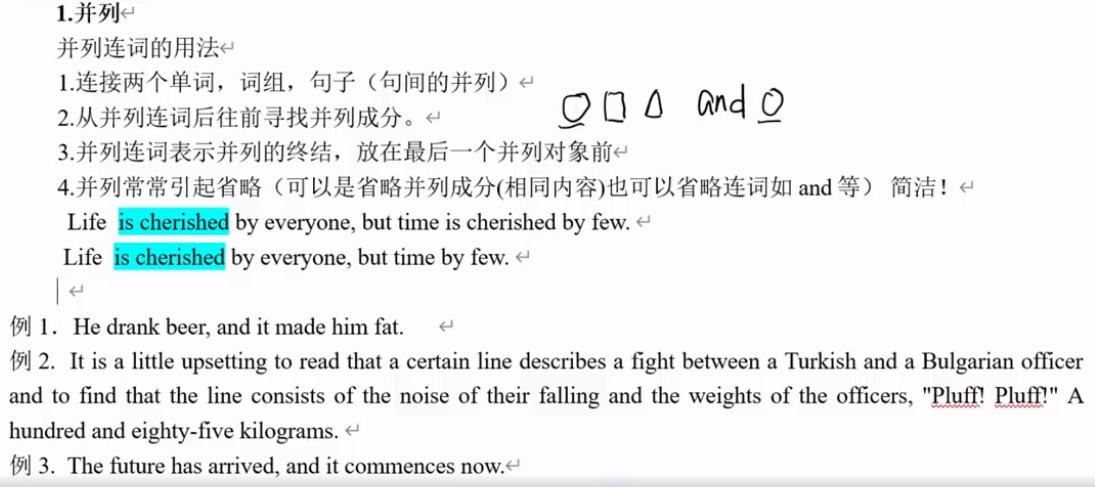 1.并列
并列连词的用法
1.连接两个单词，词组，句子（句间的并列）
2.从并列连词后往前寻找并列成分。
and
3.并列连词表示并列的终结，放在最后一个并列对象前
4.并列常常引起省略（可以是省略并列成分(相同内容)也可以省略连词如 and 等） 简洁！
Life is cherished by everyone, but time is cherished by few.
Life is cherished by everyone, but time by few.
例 1. He drank beer, and it made him fat.
例 2. It is a little upsetting to read that a certain line describes a fight between a Turkish and a Bulgarian officer
and to find that the line consists of the noise of their falling and the weights of the officers, "Pluff! Pluff!" A
hundred and eighty-five kilograms.
例 3. The future has arrived, and it commences now.